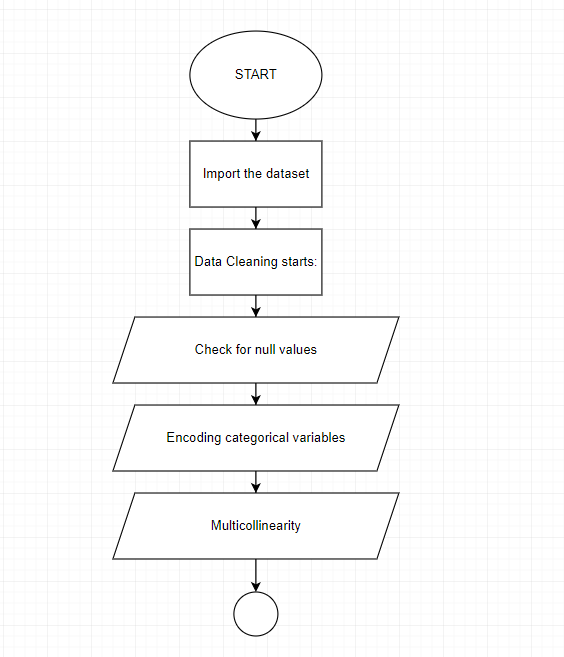 START
Import the dataset
Data Cleaning starts:
Check for null values
Encoding categorical variables
Multicollinearity